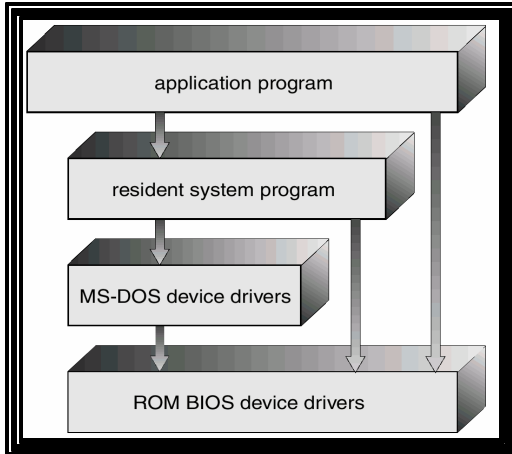 application program
resident system program
MS-DOS device drivers
ROM BIOS device drivers